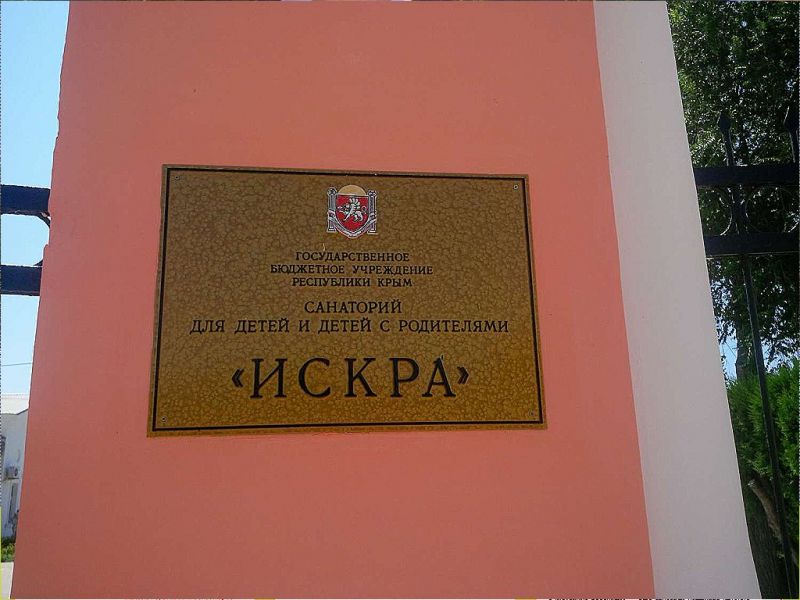 ГОСУДАРСТВЕННОЕ
БЮДЖЕТНОЕ УЧРЕЖДЕНИЕ
РЕСПУБЛИКИ КРЫМ
САНАТОРИЙ
ДЛЯ ДЕТЕЙ И ДЕТЕЙ С РОДИТЕЛЯМИ
«ИСКРА»